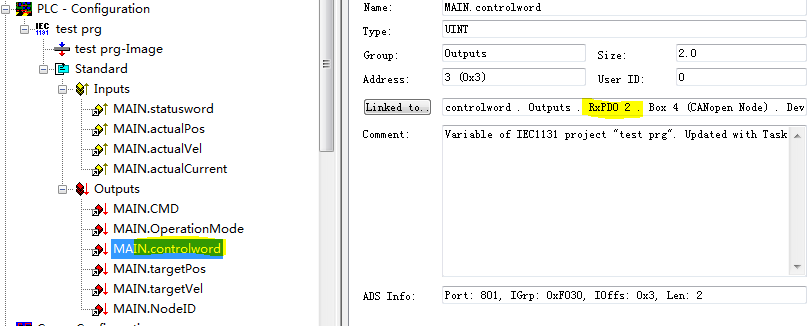 PLC - Configuration
IEC
1131
test prg
test prg-Image
Standard
Inputs
MAIN.statusword
MAIN.actualPos
MAIN.actualVel
MAIN.actualCurrent
Outputs
MAIN.CMD
MAIN.OperationMode
MAIN.controlword
MAIN.targetPos
MAIN.targetVel
MAIN.NodeID
Name: MAIN.controlword
Type: UINT
Group: Outputs Size: 2.0
Address: 3 (0x3) User ID: 0
Linked to.. controlword . Outputs . RxPDO 2 . Box 4 (CANopen Node) . Dev
Comment: Variable of IEC1131 project "test prg". Updated with Task
ADS Info: Port: 801, IGrp: 0xF030, IOffs: 0x3, Len: 2